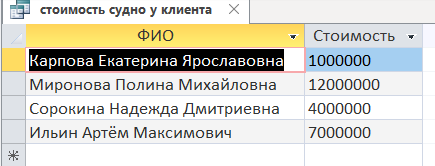 стоимость судно у клиента
ФИО Стоимость
Карпова Екатерина Ярославовна 1000000
Миронова Полина Михайловна 12000000
Сорокина Надежда Дмитриевна 4000000
Ильин Артём Максимович 7000000